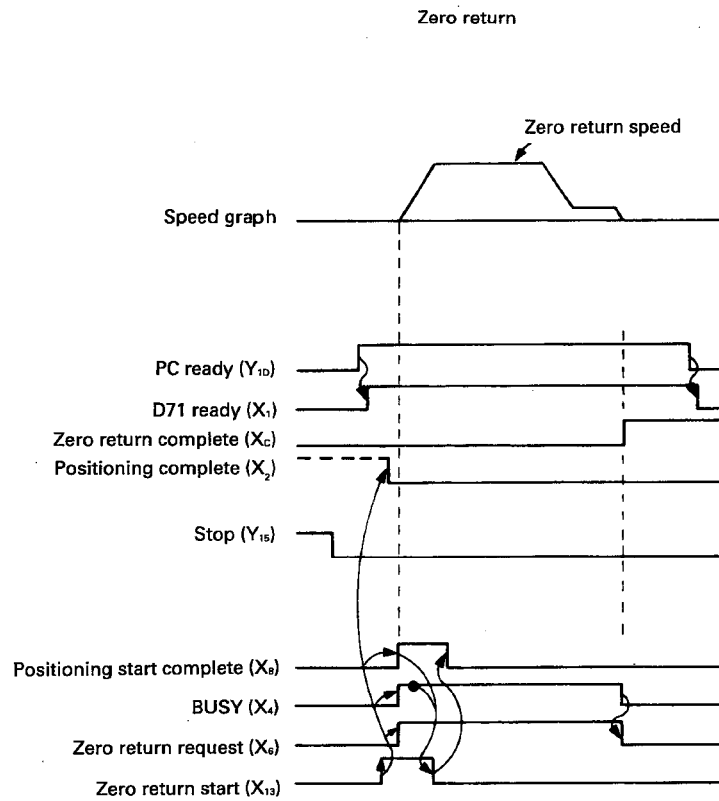 Zero return
Zero return speed
Speed graph
PC ready (Y1D)
D71 ready (X1)
Zero return complete (XC)
Positioning complete (X2)
Stop (Y15)
Positioning start complete (X8)
BUSY (X4)
Zero return request (X6)
Zero return start (X13)